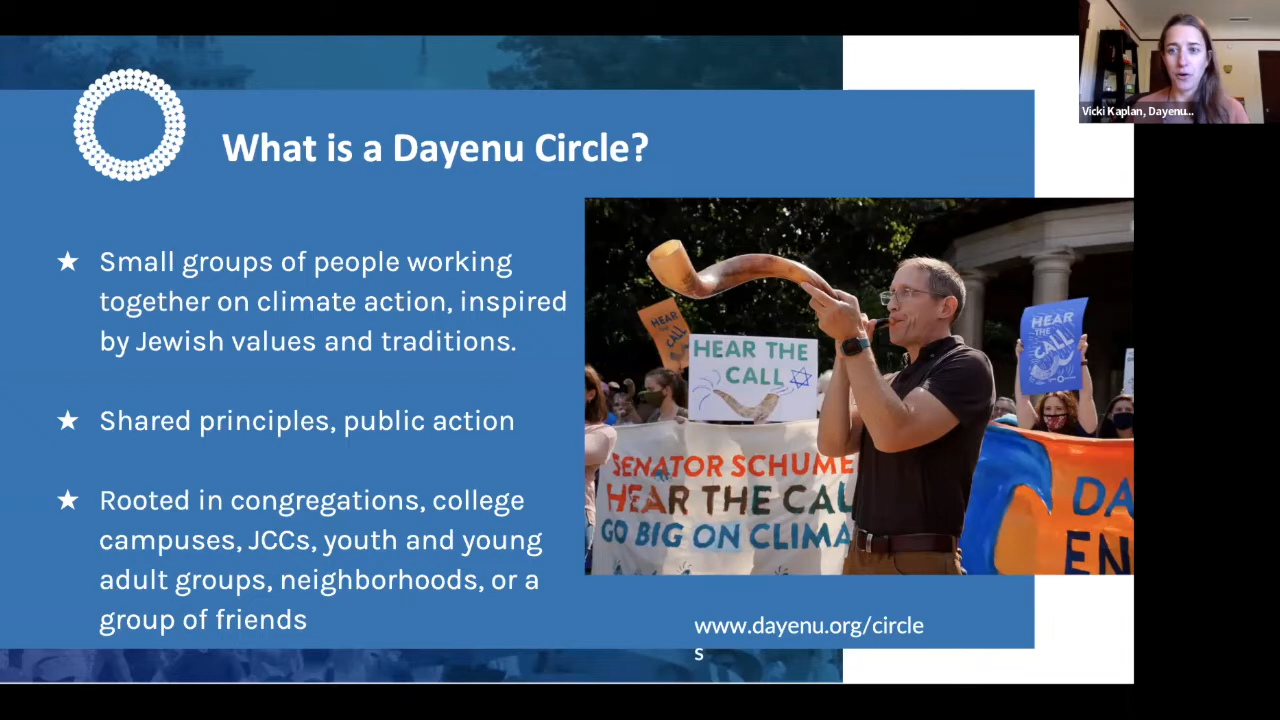 Vicki Kaplan, Dayenu...
What is a Dayenu Circle?
★ Small groups of people working
together on climate action, inspired
by Jewish values and traditions.
★ Shared principles, public action
★ Rooted in congregations, college
campuses, JCCs, youth and young
adult groups, neighborhoods, or a
group of friends
HEAR
THE
CALL
HEAR THE
CALL
HEAR
THE
CALL
SENATOR SCHUME
HEAR THE CAL
GO BIG ON CLIMA
DA
EN
www.dayenu.org/circle
s